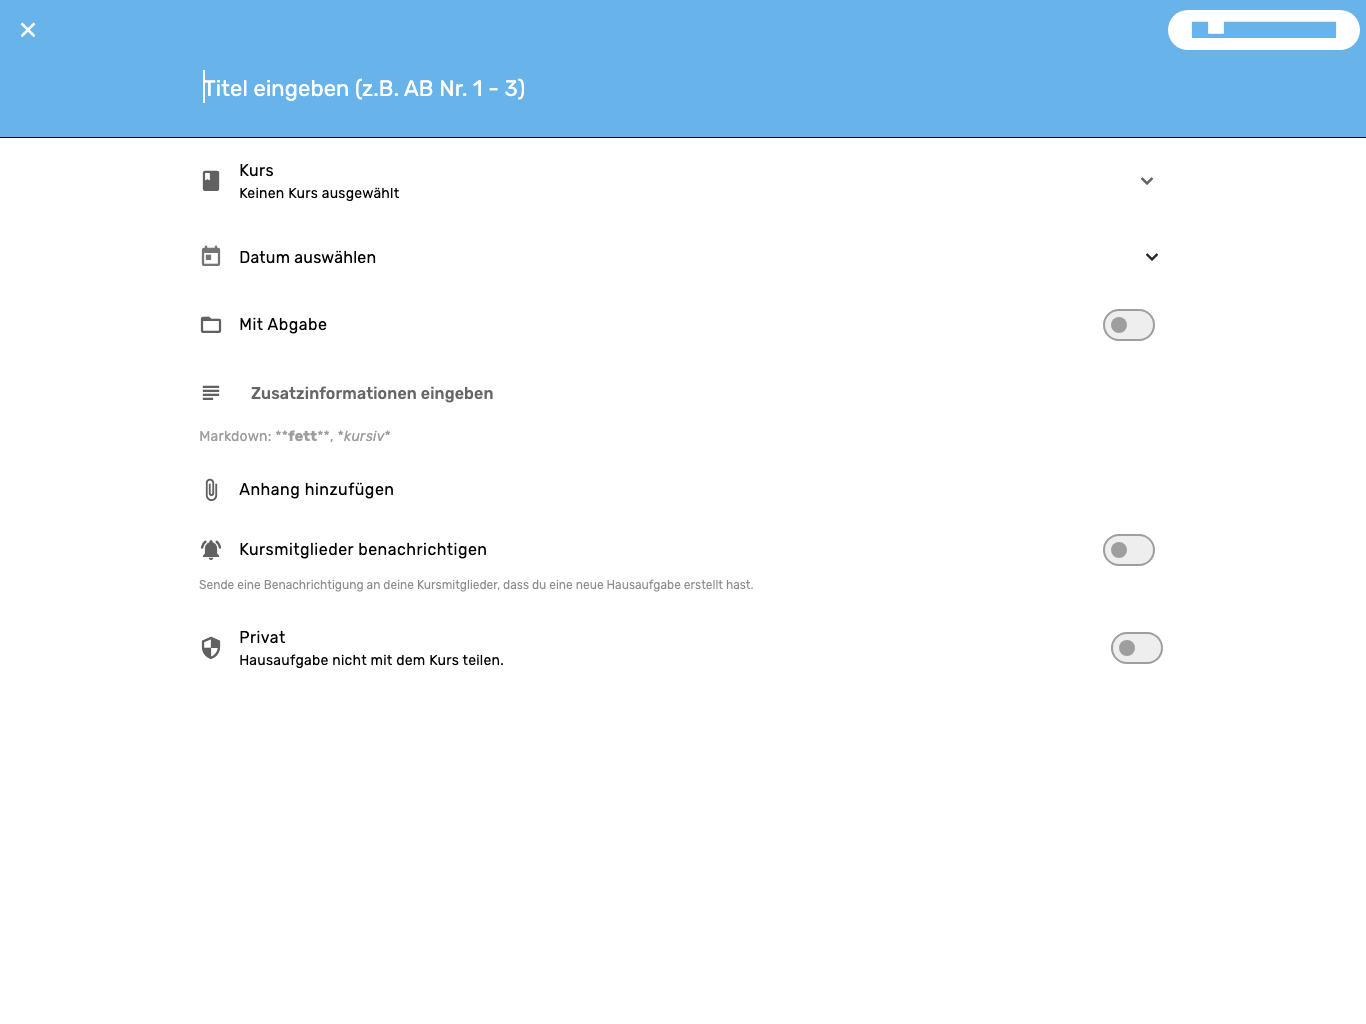 Titel eingeben (z.B. AB Nr. 1 - 3)
Kurs
Keinen Kurs ausgewählt
Datum auswählen
Mit Abgabe
Zusatzinformationen eingeben
Markdown: **fett**, *kursiv*
Anhang hinzufügen
Kursmitglieder benachrichtigen
Sende eine Benachrichtigung an deine Kursmitglieder, dass du eine neue Hausaufgabe erstellt hast.
Privat
Hausaufgabe nicht mit dem Kurs teilen.